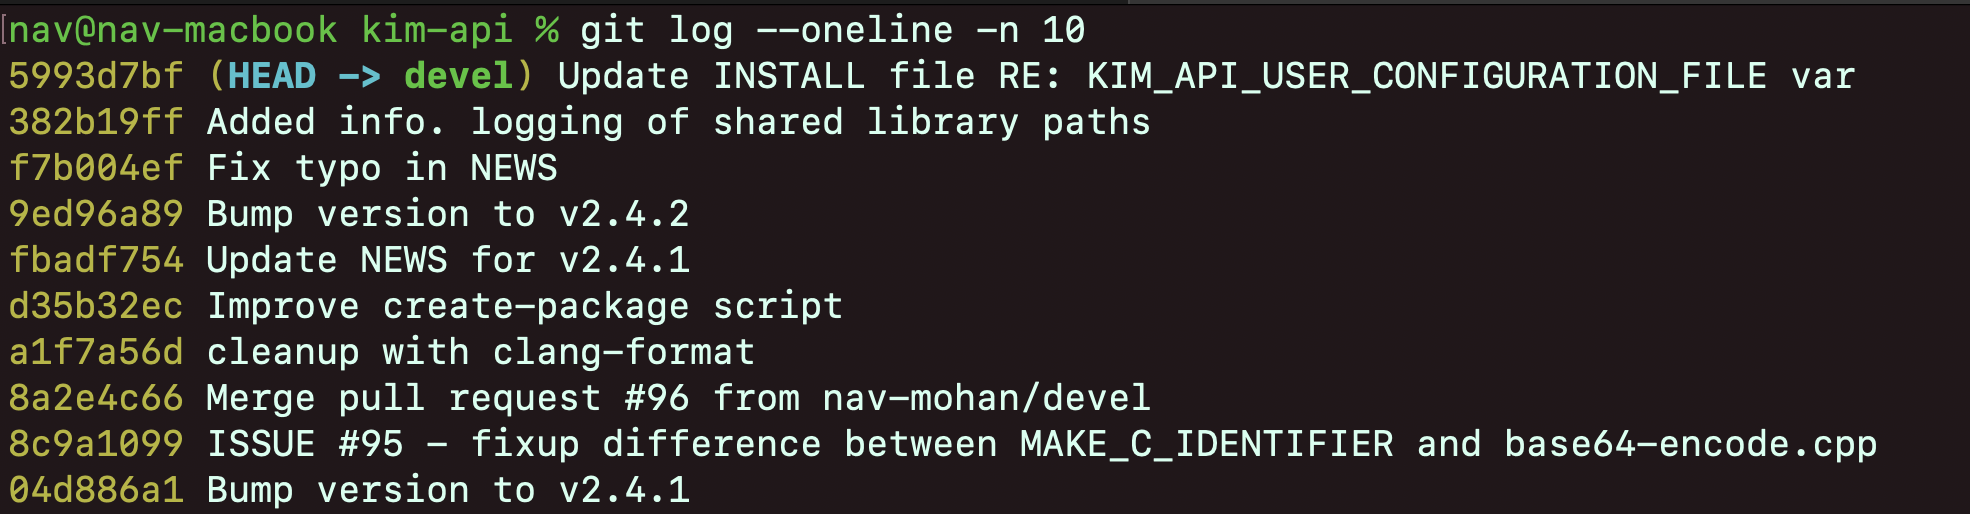 [nav@nav-macbook kim-api % git log --oneline -n 10
5993d7bf (HEAD -> devel) Update INSTALL file RE: KIM_API_USER_CONFIGURATION_FILE var
382b19ff Added info. logging of shared library paths
f7b004ef Fix typo in NEWS
9ed96a89 Bump version to v2.4.2
fbadf754 Update NEWS for v2.4.1
d35b32ec Improve create-package script
a1f7a56d cleanup with clang-format
8a2e4c66 Merge pull request #96 from nav-mohan/devel
8c9a1099 ISSUE #95 - fixup difference between MAKE_C_IDENTIFIER and base64-encode.cpp
04d886a1 Bump version to v2.4.1